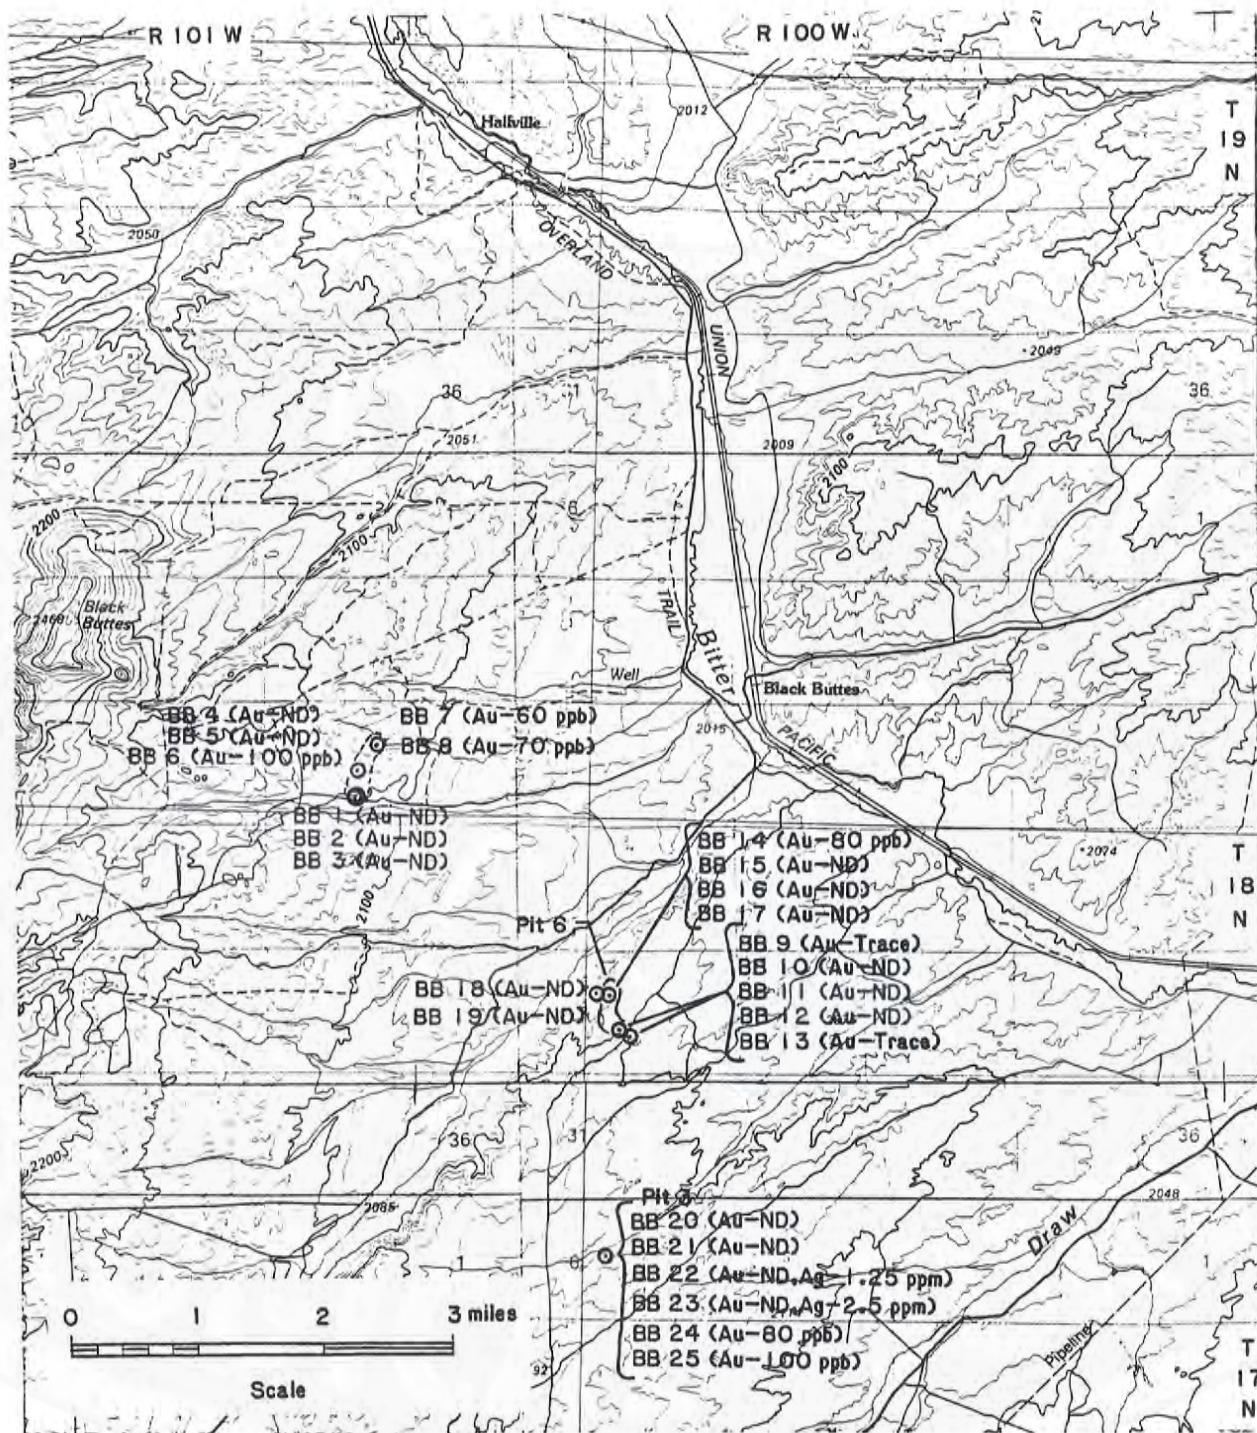 R 101 W
R 100 W
T
19
N
2012
Hallville
2050
OVERLAND
UNION
2049
36
1
36
2051
2009
2100
2200
6
1
2100
Black
Buttes
TRAIL
Bitter
Well
Black Buttes
2015
PACIFIC
BB 4 (Au-ND)
BB 5 (Au-ND)
BB 6 (Au-100 ppb)
BB 7 (Au-60 ppb)
BB 8 (Au-70 ppb)
BB 1 (Au-ND)
BB 2 (Au-ND)
BB 3 (Au-ND)
2100
BB 14 (Au-80 ppb)
BB 15 (Au-ND)
BB 16 (Au-ND)
BB 17 (Au-ND)
2074
T
18
N
Pit 6
BB 9 (Au-Trace)
BB 10 (Au-ND)
BB 11 (Au-ND)
BB 12 (Au-ND)
BB 13 (Au-Trace)
BB 18 (Au-ND)
BB 19 (Au-ND)
36
31
36
2200
2085
2048
Pit 3
BB 20 (Au-ND)
BB 21 (Au-ND)
BB 22 (Au-ND, Ag-1.25 ppm)
BB 23 (Au-ND, Ag-2.5 ppm)
BB 24 (Au-80 ppb)
BB 25 (Au-100 ppb)
Draw
1
6
1
0 1 2 3 miles
Scale
92
Pipeline
T
17
N